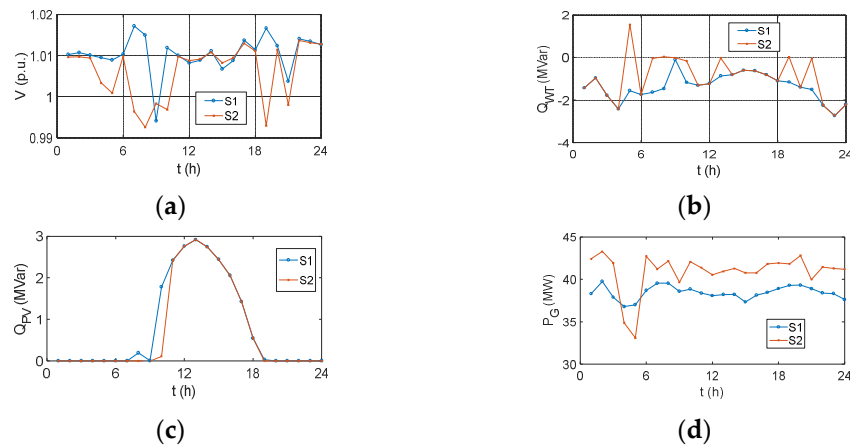 1.03
1.02
1.01
1
0.99
V (p.u.)
S1
S2
0 6 12 18 24
t (h)
(a)
2
0
-2
-4
Q_WT (MVar)
S1
S2
0 6 12 18 24
t (h)
(b)
3
2
1
0
Q_PV (MVar)
S1
S2
0 6 12 18 24
t (h)
(c)
45
40
35
30
P_G (MW)
S1
S2
0 6 12 18 24
t (h)
(d)